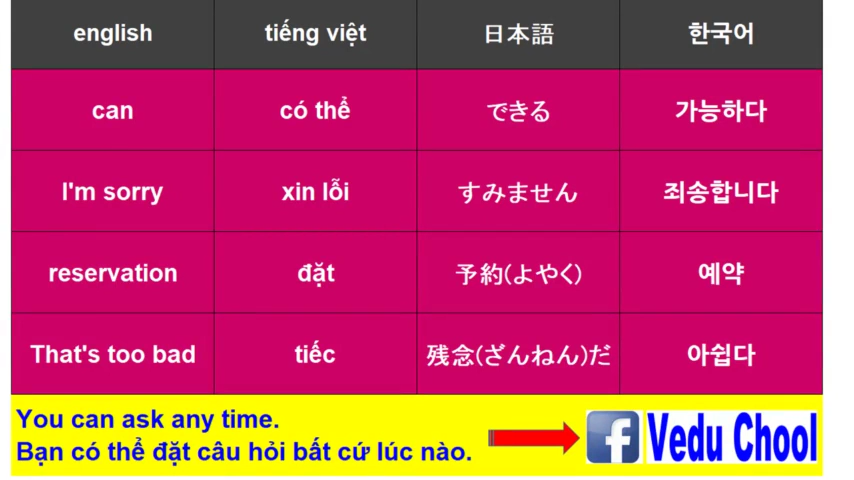 english tiếng việt 日本語 한국어
can có thể できる 가능하다
I'm sorry xin lỗi すみません 죄송합니다
reservation đặt 予約(よやく) 예약
That's too bad tiếc 残念(ざんねん)だ 아쉽다
You can ask any time.
Bạn có thể đặt câu hỏi bất cứ lúc nào.
f Vedu Chool